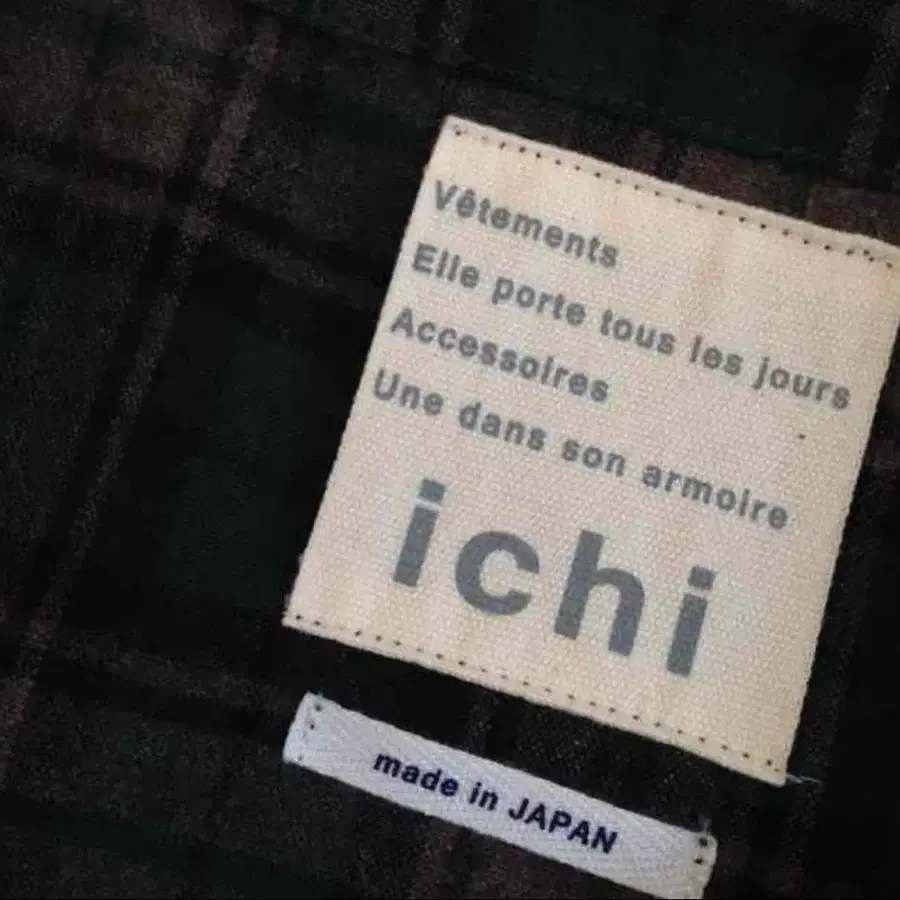 Vêtements
Elle porte tous les jours
Accessoires
Une dans son armoire
ichi
made in JAPAN